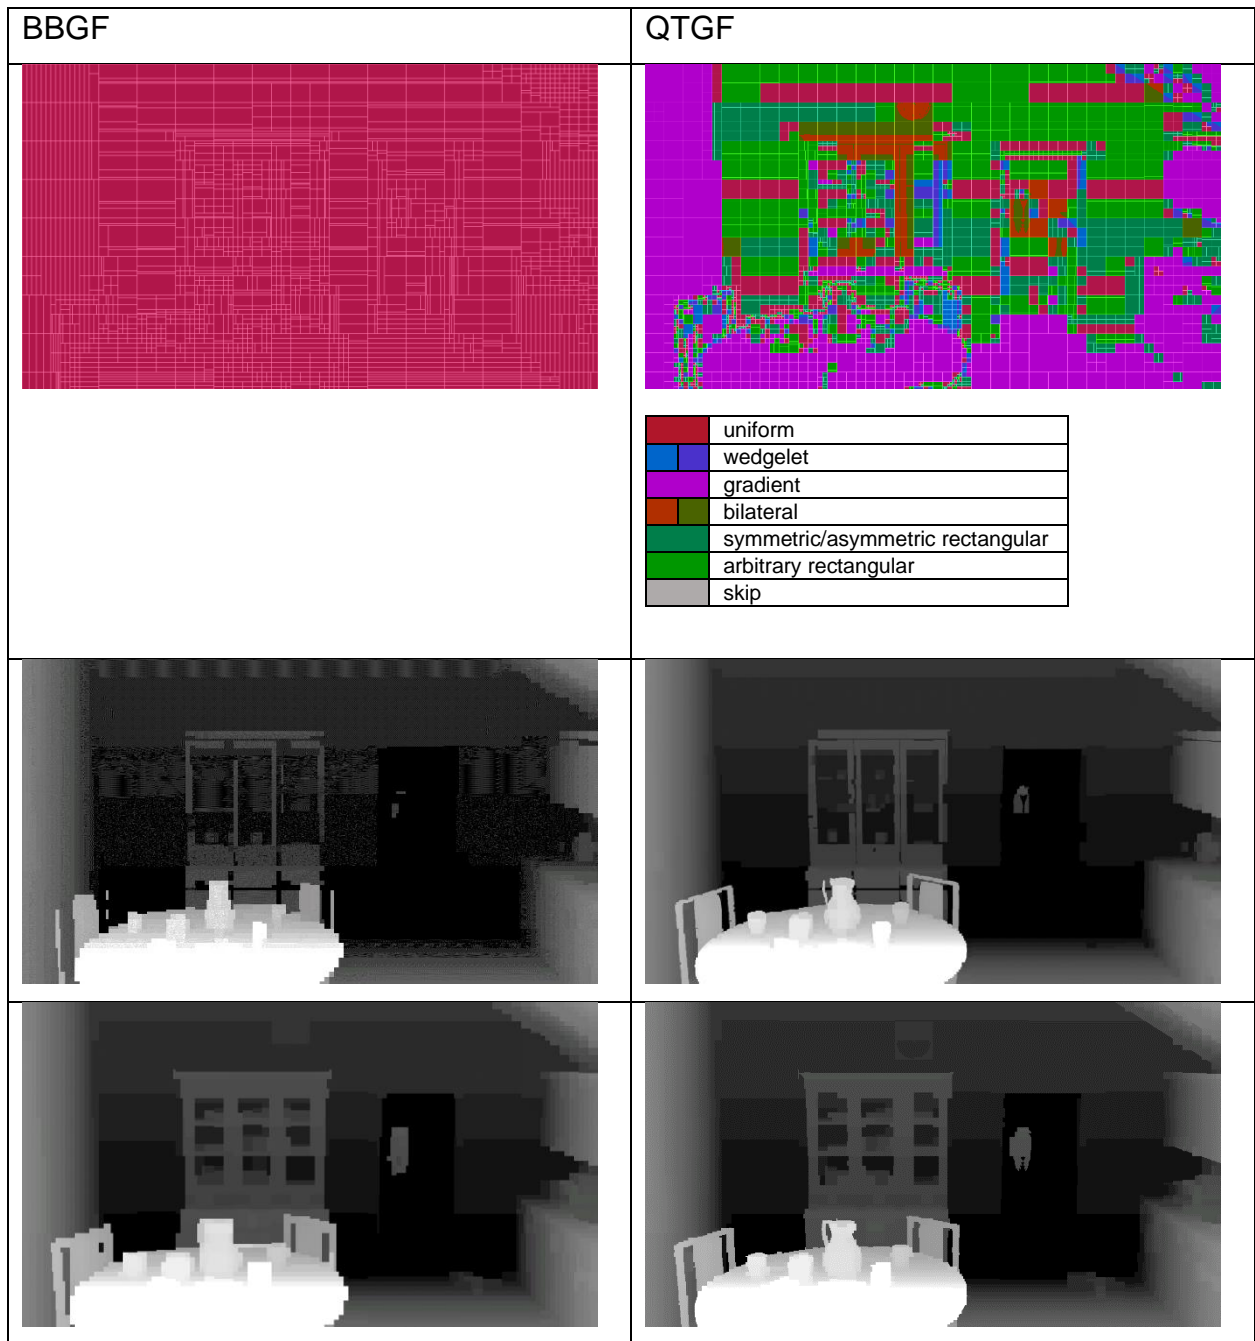 BBGF
QTGF
uniform
wedgelet
gradient
bilateral
symmetric/asymmetric rectangular
arbitrary rectangular
skip